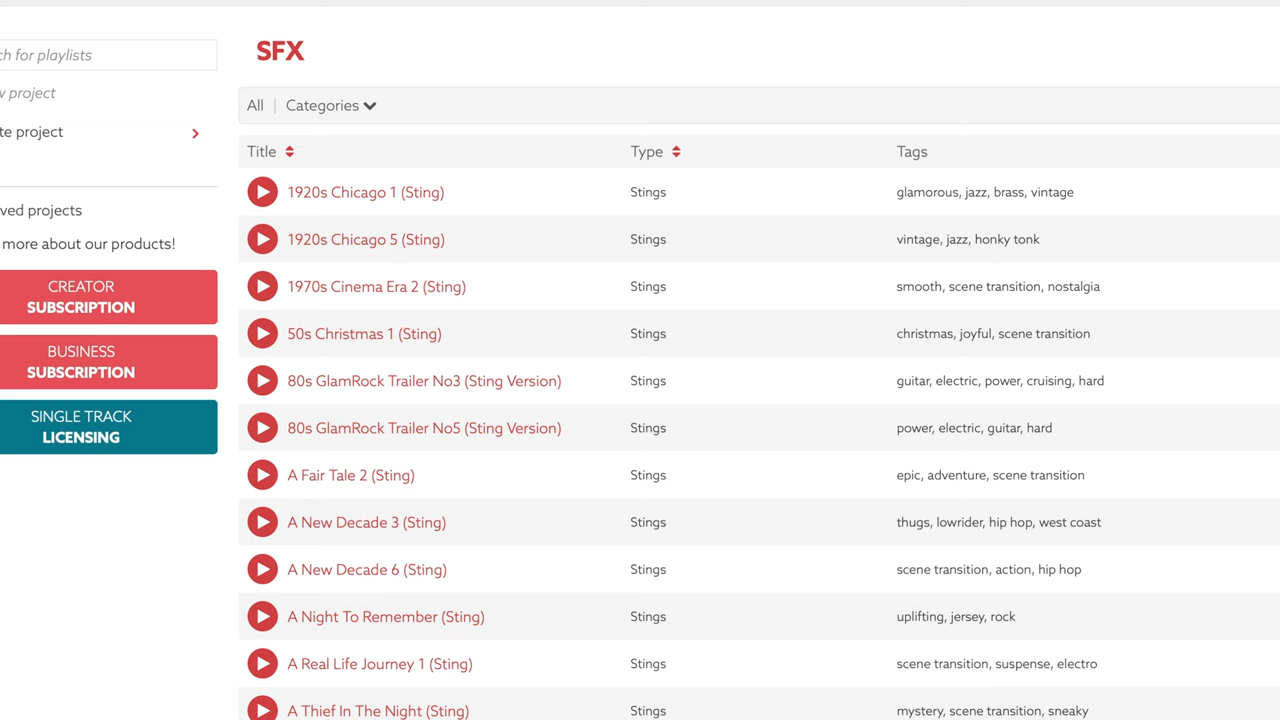 ch for playlists
w project
te project
ved projects
more about our products!
CREATOR
SUBSCRIPTION
BUSINESS
SUBSCRIPTION
SINGLE TRACK
LICENSING
SFX
All | Categories
Title Type Tags
1920s Chicago 1 (Sting) Stings glamorous, jazz, brass, vintage
1920s Chicago 5 (Sting) Stings vintage, jazz, honky tonk
1970s Cinema Era 2 (Sting) Stings smooth, scene transition, nostalgia
50s Christmas 1 (Sting) Stings christmas, joyful, scene transition
80s GlamRock Trailer No3 (Sting Version) Stings guitar, electric, power, cruising, hard
80s GlamRock Trailer No5 (Sting Version) Stings power, electric, guitar, hard
A Fair Tale 2 (Sting) Stings epic, adventure, scene transition
A New Decade 3 (Sting) Stings thugs, lowrider, hip hop, west coast
A New Decade 6 (Sting) Stings scene transition, action, hip hop
A Night To Remember (Sting) Stings uplifting, jersey, rock
A Real Life Journey 1 (Sting) Stings scene transition, suspense, electro
A Thief In The Night (Sting) Stings mystery, scene transition, sneaky